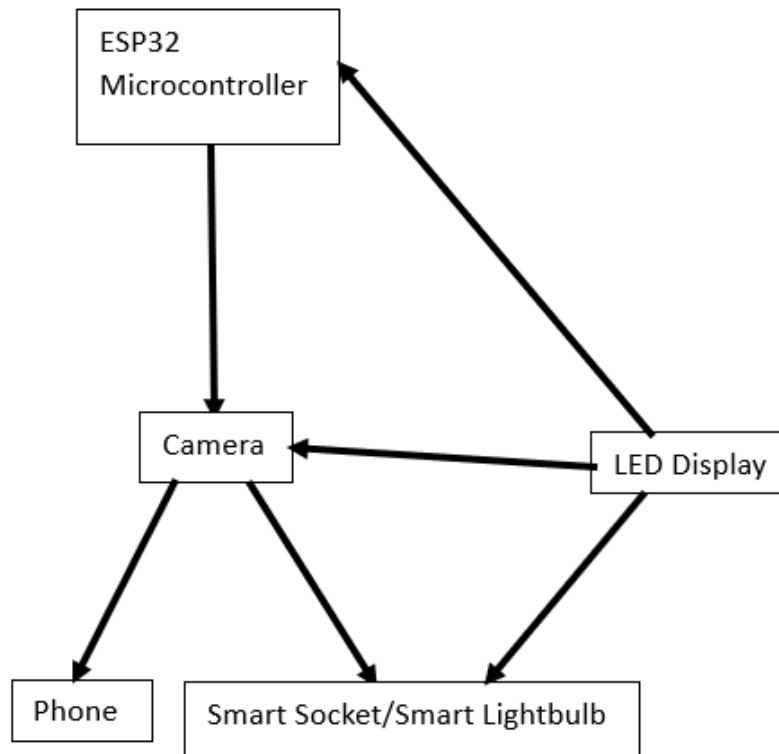 ESP32
Microcontroller
Camera
LED Display
Phone
Smart Socket/Smart Lightbulb